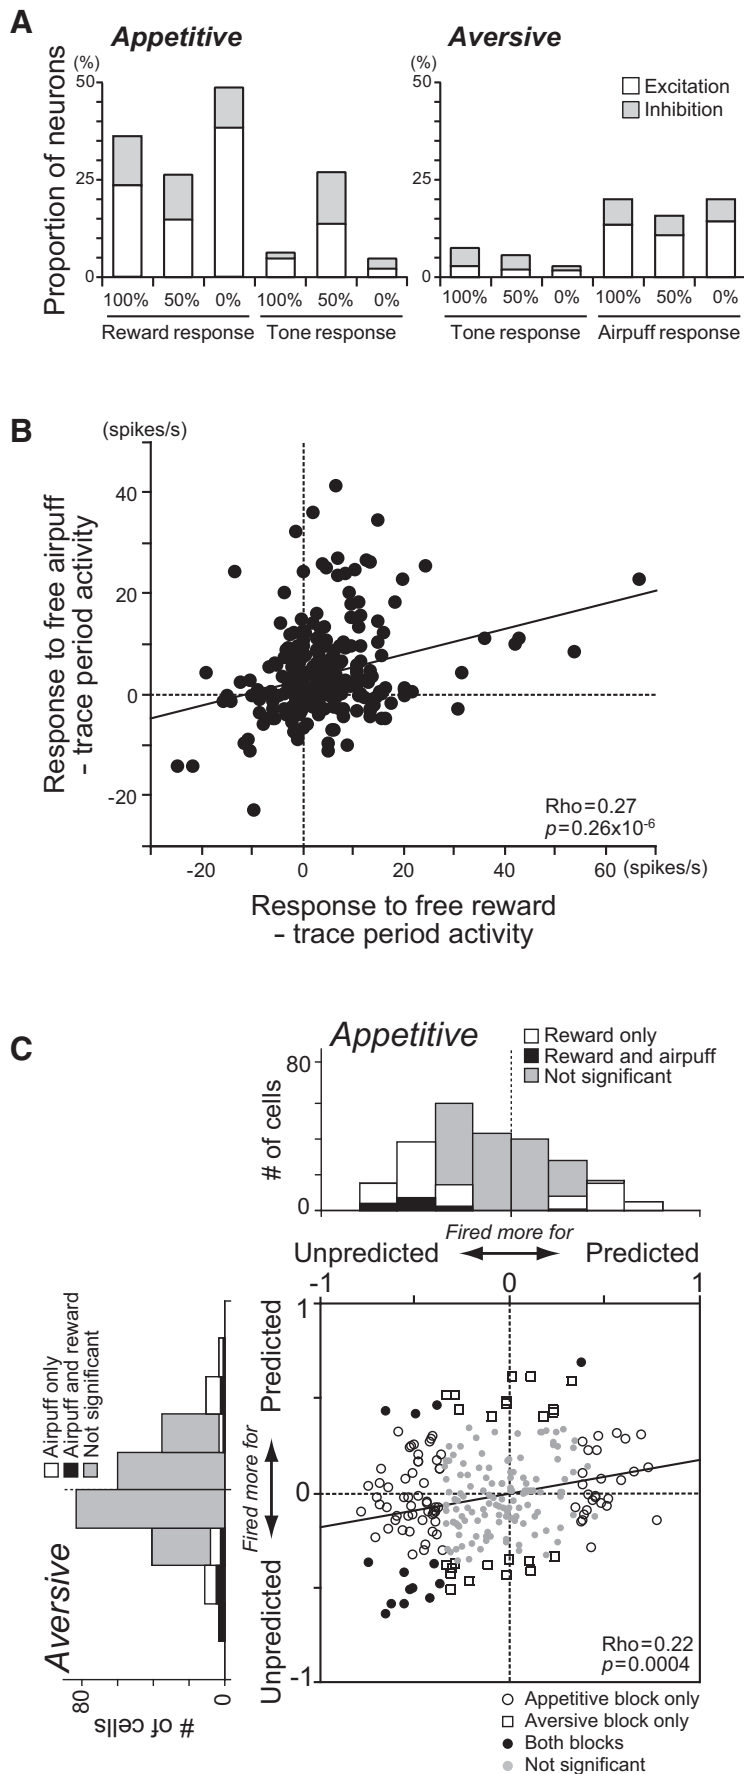 A
Appetitive
Aversive
(%)
(%)
Proportion of neurons
50
25
0
50
25
0
Excitation
Inhibition
100% 50% 0% 100% 50% 0%
Reward response Tone response
100% 50% 0% 100% 50% 0%
Tone response Airpuff response
B
(spikes/s)
Response to free airpuff
- trace period activity
40
20
0
-20
Rho=0.27
p=0.26x10-6
-20 0 20 40 60 (spikes/s)
Response to free reward
- trace period activity
C
Appetitive
Reward only
Reward and airpuff
Not significant
# of cells
80
0
Fired more for
Unpredicted Predicted
-1 0 1
1
0
-1
Predicted
Fired more for
Unpredicted
Airpuff only
Airpuff and reward
Not significant
Aversive
80 0
# of cells
Rho=0.22
p=0.0004
Appetitive block only
Aversive block only
Both blocks
Not significant